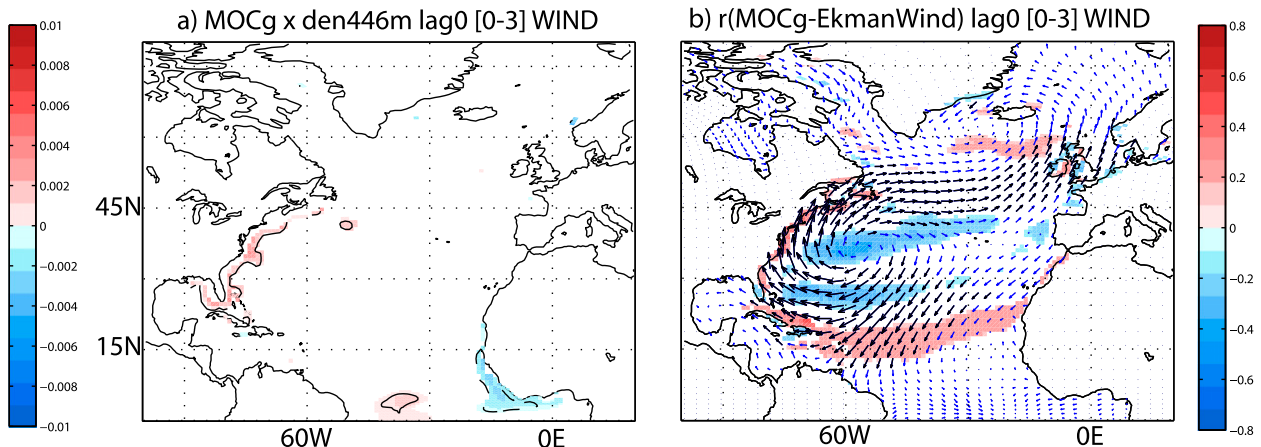 a) MOCg x den446m lag0 [0-3] WIND
b) r(MOCg-EkmanWind) lag0 [0-3] WIND
0.01
0.008
0.006
0.004
0.002
0
−0.002
−0.004
−0.006
−0.008
−0.01
45N
15N
60W
0E
60W
0E
0.8
0.6
0.4
0.2
0
−0.2
−0.4
−0.6
−0.8